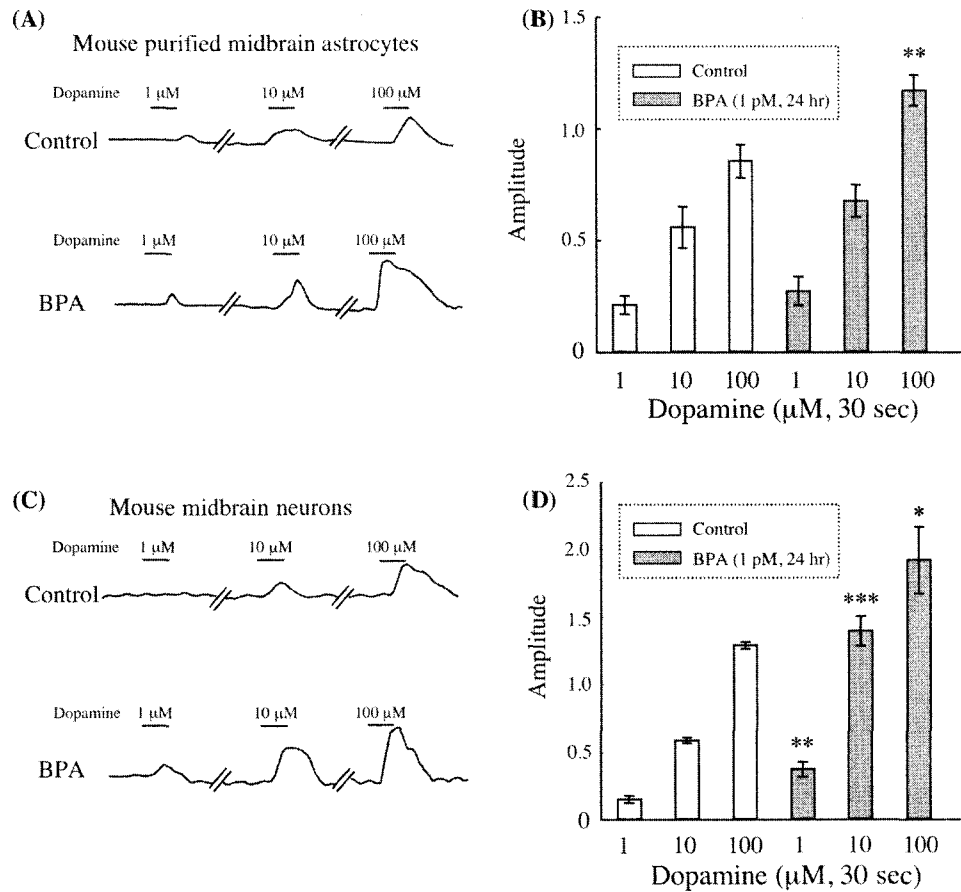 (A)
Mouse purified midbrain astrocytes
Dopamine 1 μM 10 μM 100 μM
Control
Dopamine 1 μM 10 μM 100 μM
BPA
(B)
1.5
1.0
0.5
0
Amplitude
Control
BPA (1 pM, 24 hr)
**
1 10 100 1 10 100
Dopamine (μM, 30 sec)
(C)
Mouse midbrain neurons
Dopamine 1 μM 10 μM 100 μM
Control
Dopamine 1 μM 10 μM 100 μM
BPA
(D)
2.5
2.0
1.5
1.0
0.5
0
Amplitude
Control
BPA (1 pM, 24 hr)
** *** *
1 10 100 1 10 100
Dopamine (μM, 30 sec)